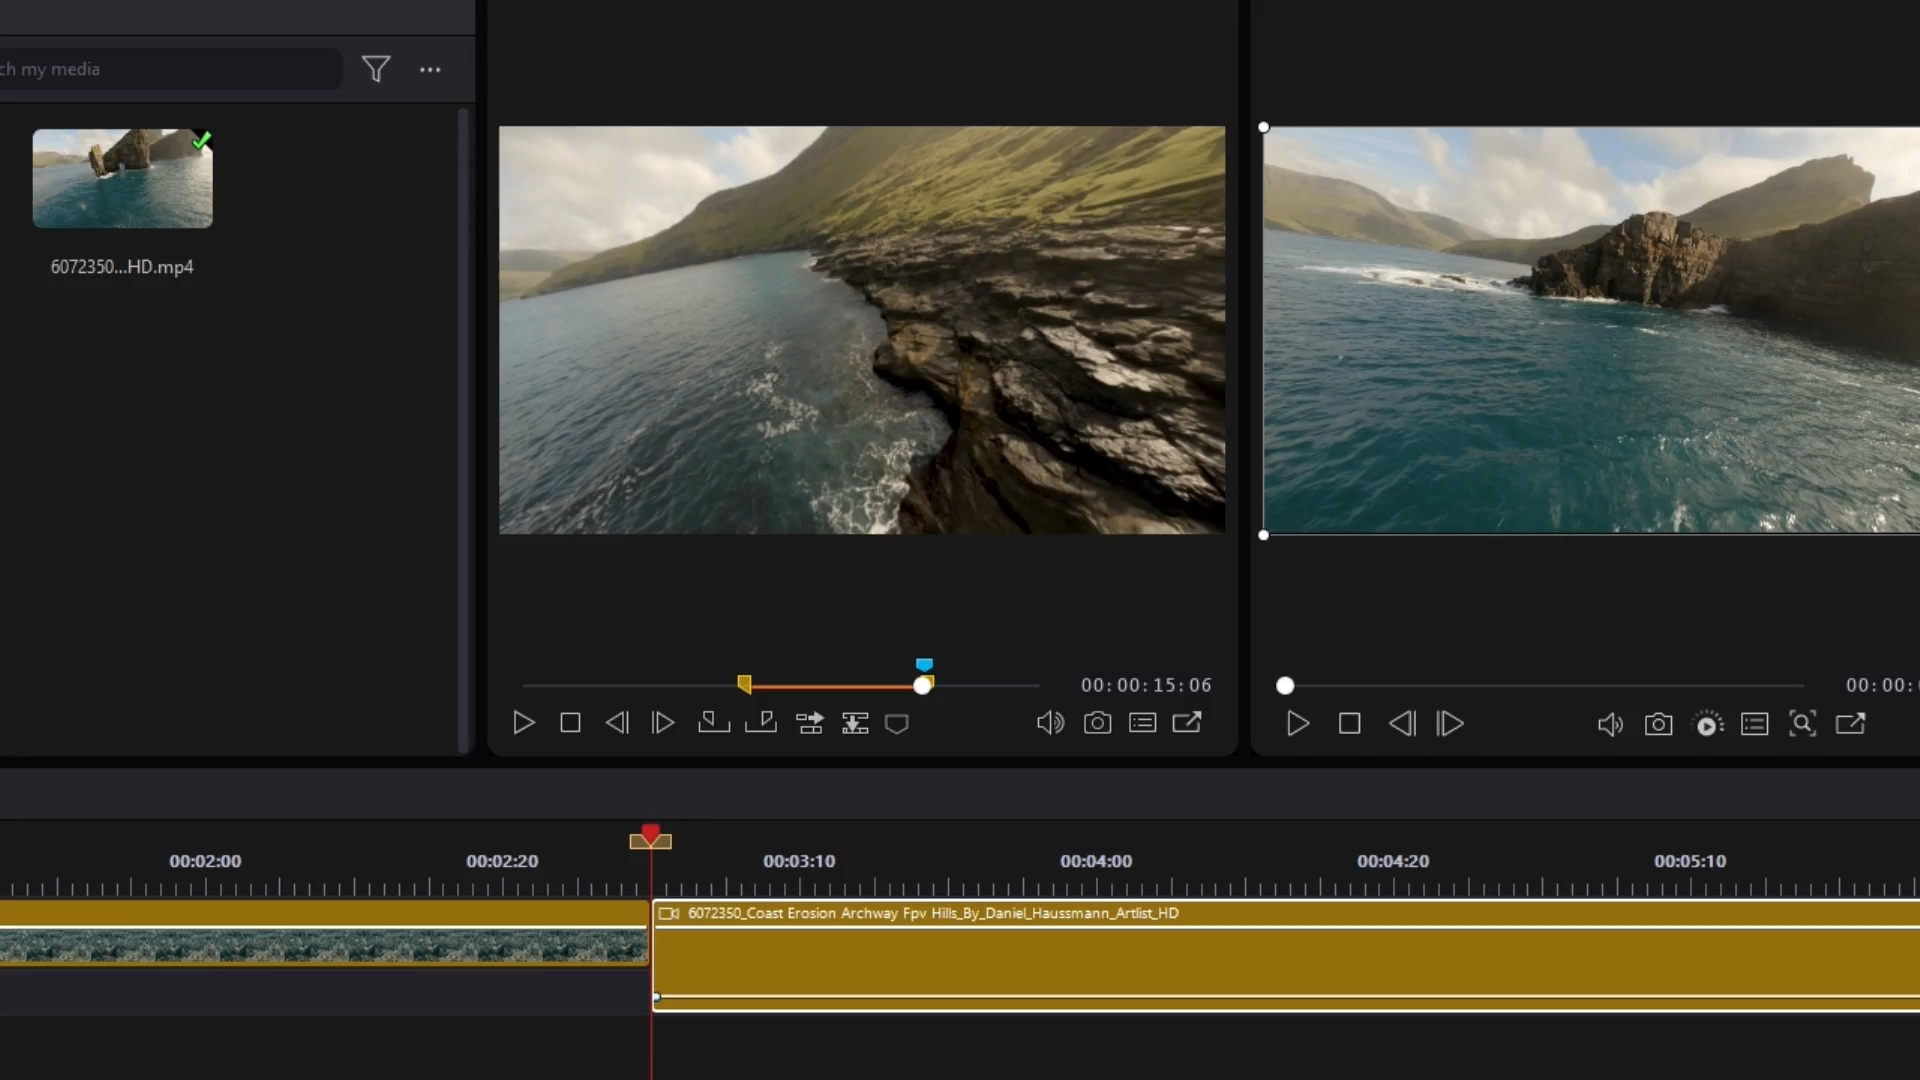 ch my media
6072350...HD.mp4
00:00:15:06
00:00:
00:02:00
00:02:20
00:03:10
00:04:00
00:04:20
00:05:10
6072350_Coast Erosion Archway Fpv Hills_By_Daniel_Haussmann_Artlist_HD